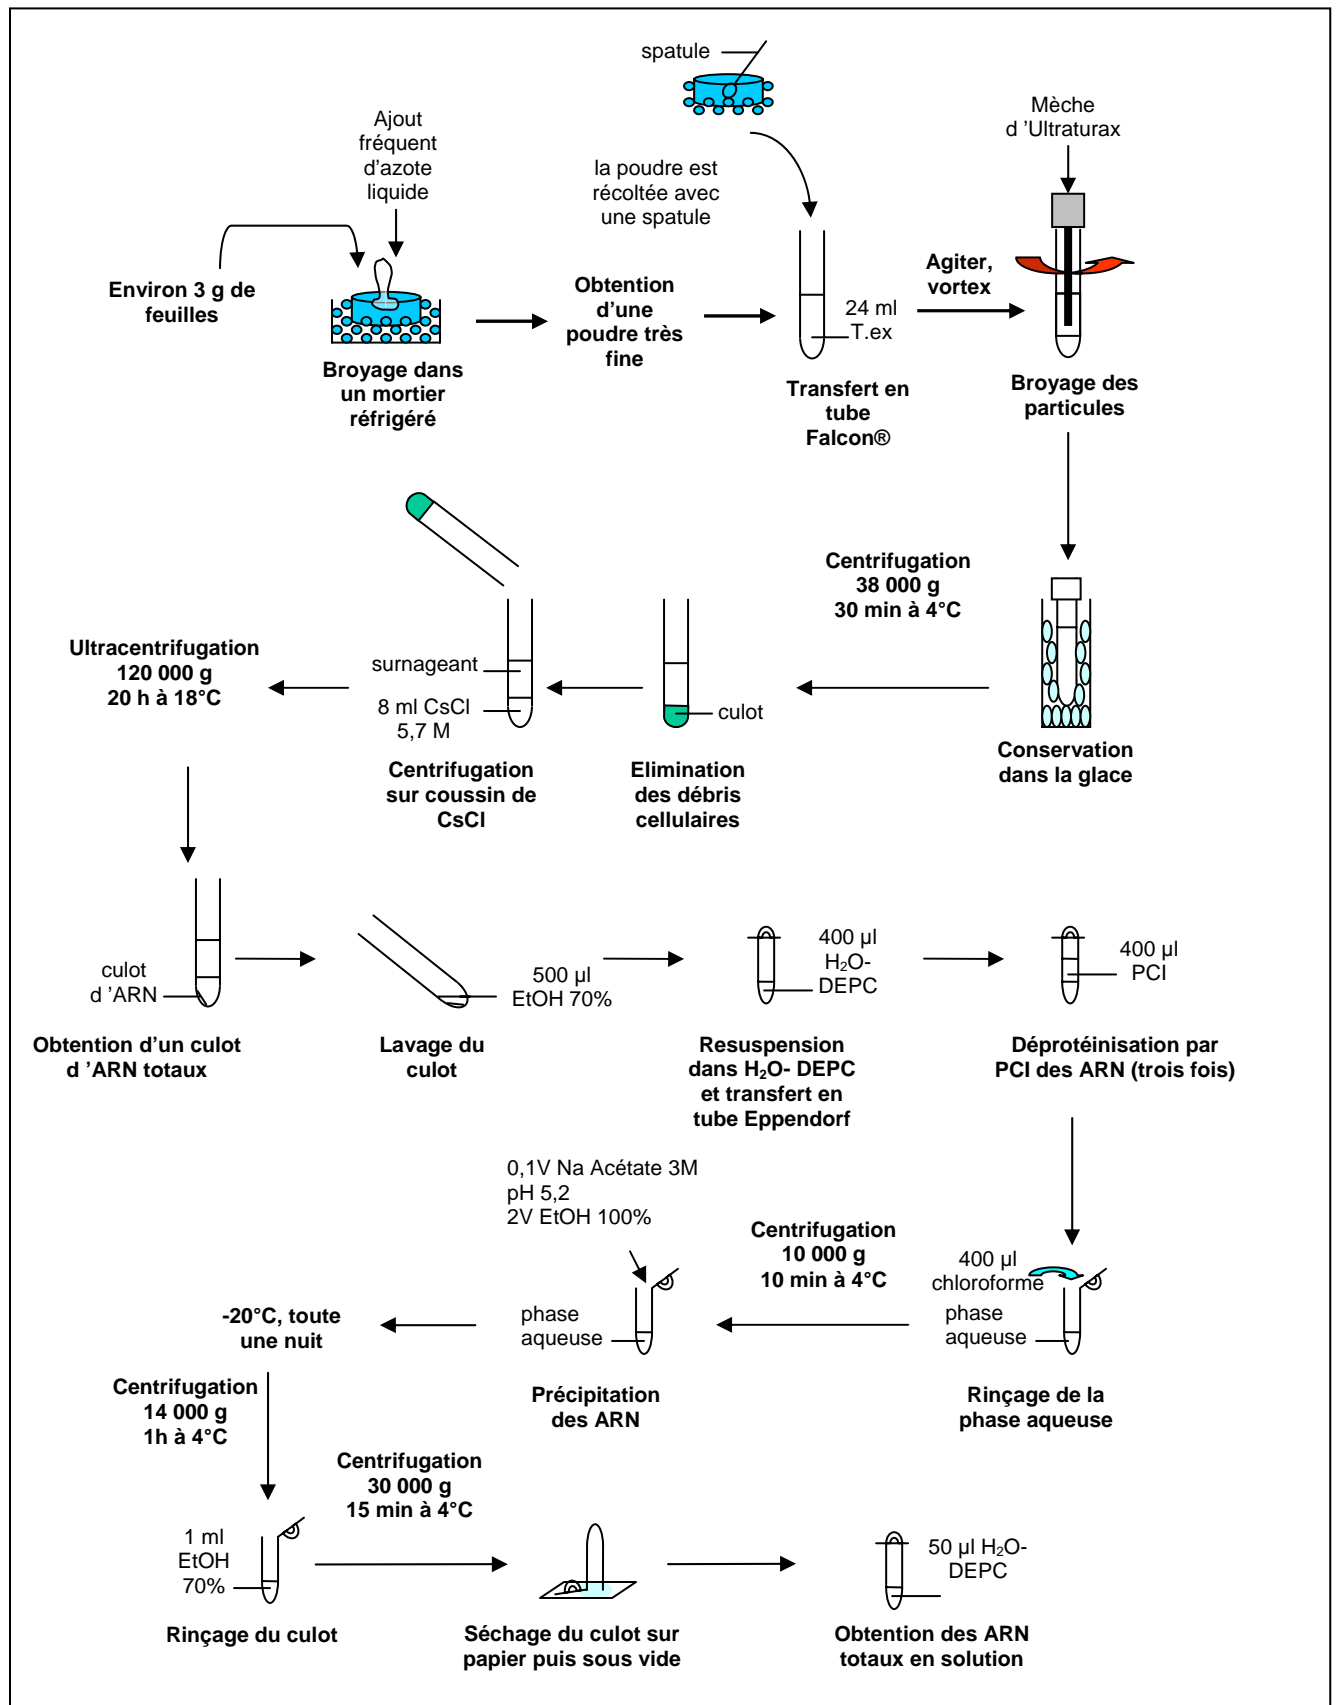 spatule
Ajout
fréquent
d'azote
liquide
la poudre est
récoltée avec
une spatule
Mèche
d 'Ultraturax
Environ 3 g de
feuilles
Broyage dans
un mortier
réfrigéré
Obtention
d'une
poudre très
fine
24 ml
T.ex
Transfert en
tube
Falcon®
Agiter,
vortex
Broyage des
particules
Centrifugation
38 000 g
30 min à 4°C
Conservation
dans la glace
culot
Elimination
des débris
cellulaires
surnageant
8 ml CsCl
5,7 M
Centrifugation
sur coussin de
CsCl
Ultracentrifugation
120 000 g
20 h à 18°C
culot
d 'ARN
Obtention d'un culot
d 'ARN totaux
500 µl
EtOH 70%
Lavage du
culot
400 µl
H₂O-
DEPC
Resuspension
dans H₂O- DEPC
et transfert en
tube Eppendorf
400 µl
PCI
Déprotéinisation par
PCI des ARN (trois fois)
400 µl
chloroforme
phase
aqueuse
Rinçage de la
phase aqueuse
Centrifugation
10 000 g
10 min à 4°C
0,1V Na Acétate 3M
pH 5,2
2V EtOH 100%
phase
aqueuse
Précipitation
des ARN
-20°C, toute
une nuit
Centrifugation
14 000 g
1h à 4°C
1 ml
EtOH
70%
Rinçage du culot
Centrifugation
30 000 g
15 min à 4°C
Séchage du culot sur
papier puis sous vide
50 µl H₂O-
DEPC
Obtention des ARN
totaux en solution